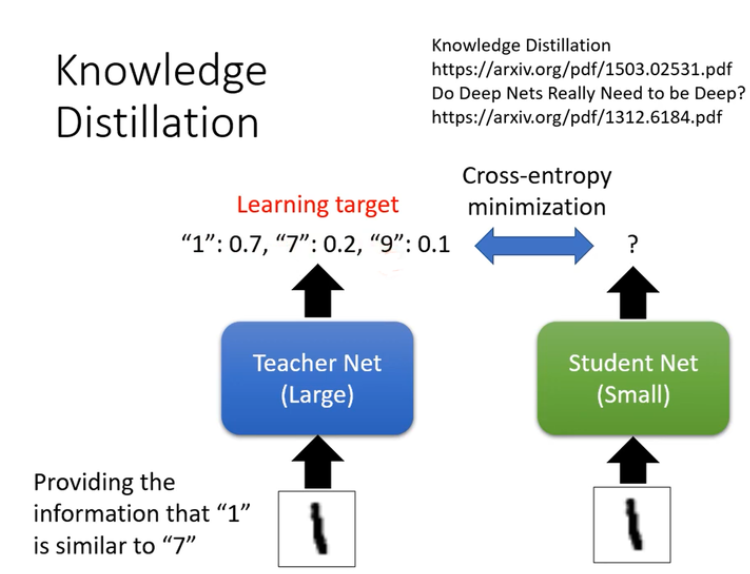 Knowledge
Distillation
Knowledge Distillation
https://arxiv.org/pdf/1503.02531.pdf
Do Deep Nets Really Need to be Deep?
https://arxiv.org/pdf/1312.6184.pdf
Cross-entropy
minimization
Learning target
“1”: 0.7, “7”: 0.2, “9”: 0.1
?
Teacher Net
(Large)
Student Net
(Small)
Providing the
information that “1”
is similar to “7”